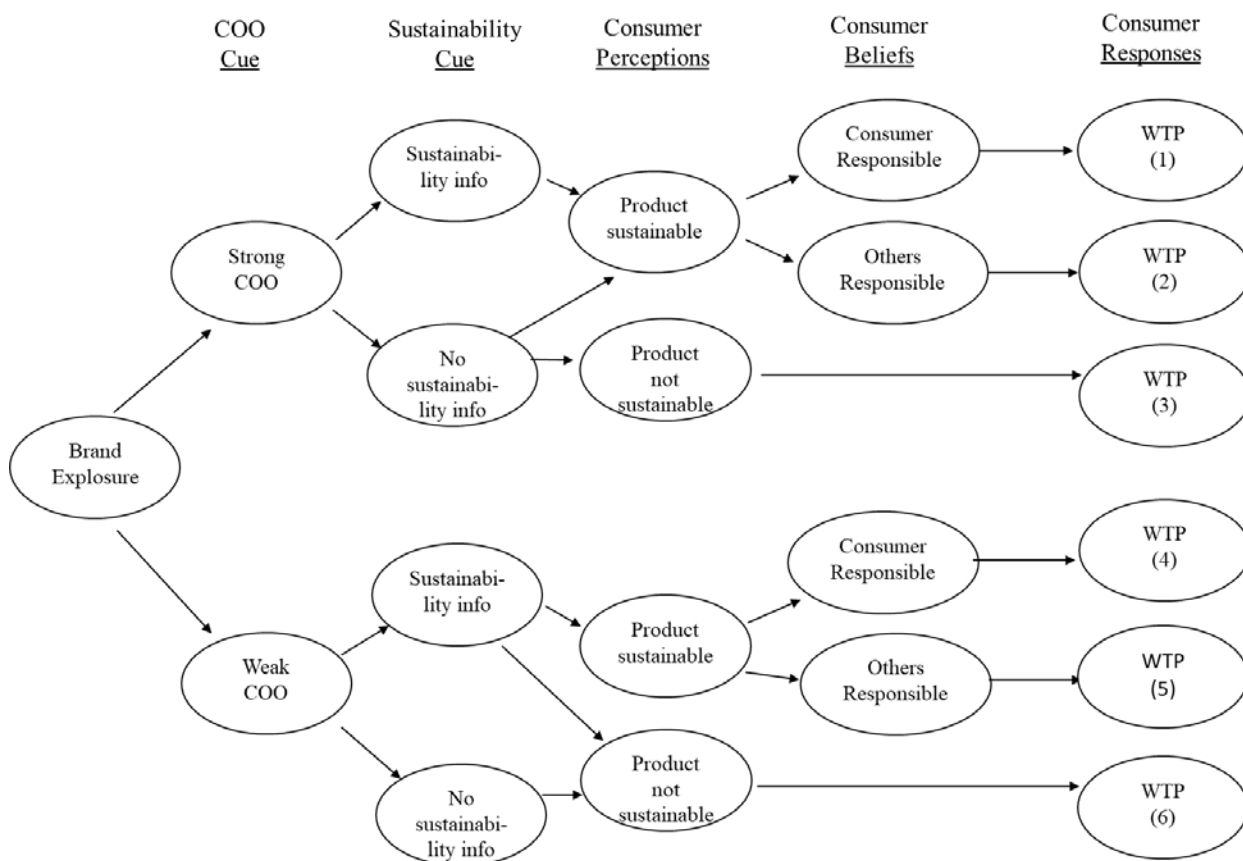 COO
Cue
Sustainability
Cue
Consumer
Perceptions
Consumer
Beliefs
Consumer
Responses
Sustainabi-
lity info
Consumer
Responsible
WTP
(1)
Product
sustainable
Strong
COO
Others
Responsible
WTP
(2)
No
sustainabi-
lity info
Product
not
sustainable
WTP
(3)
Brand
Explosure
Sustainabi-
lity info
Consumer
Responsible
WTP
(4)
Product
sustainable
Weak
COO
Others
Responsible
WTP
(5)
No
sustainabi-
lity info
Product
not
sustainable
WTP
(6)